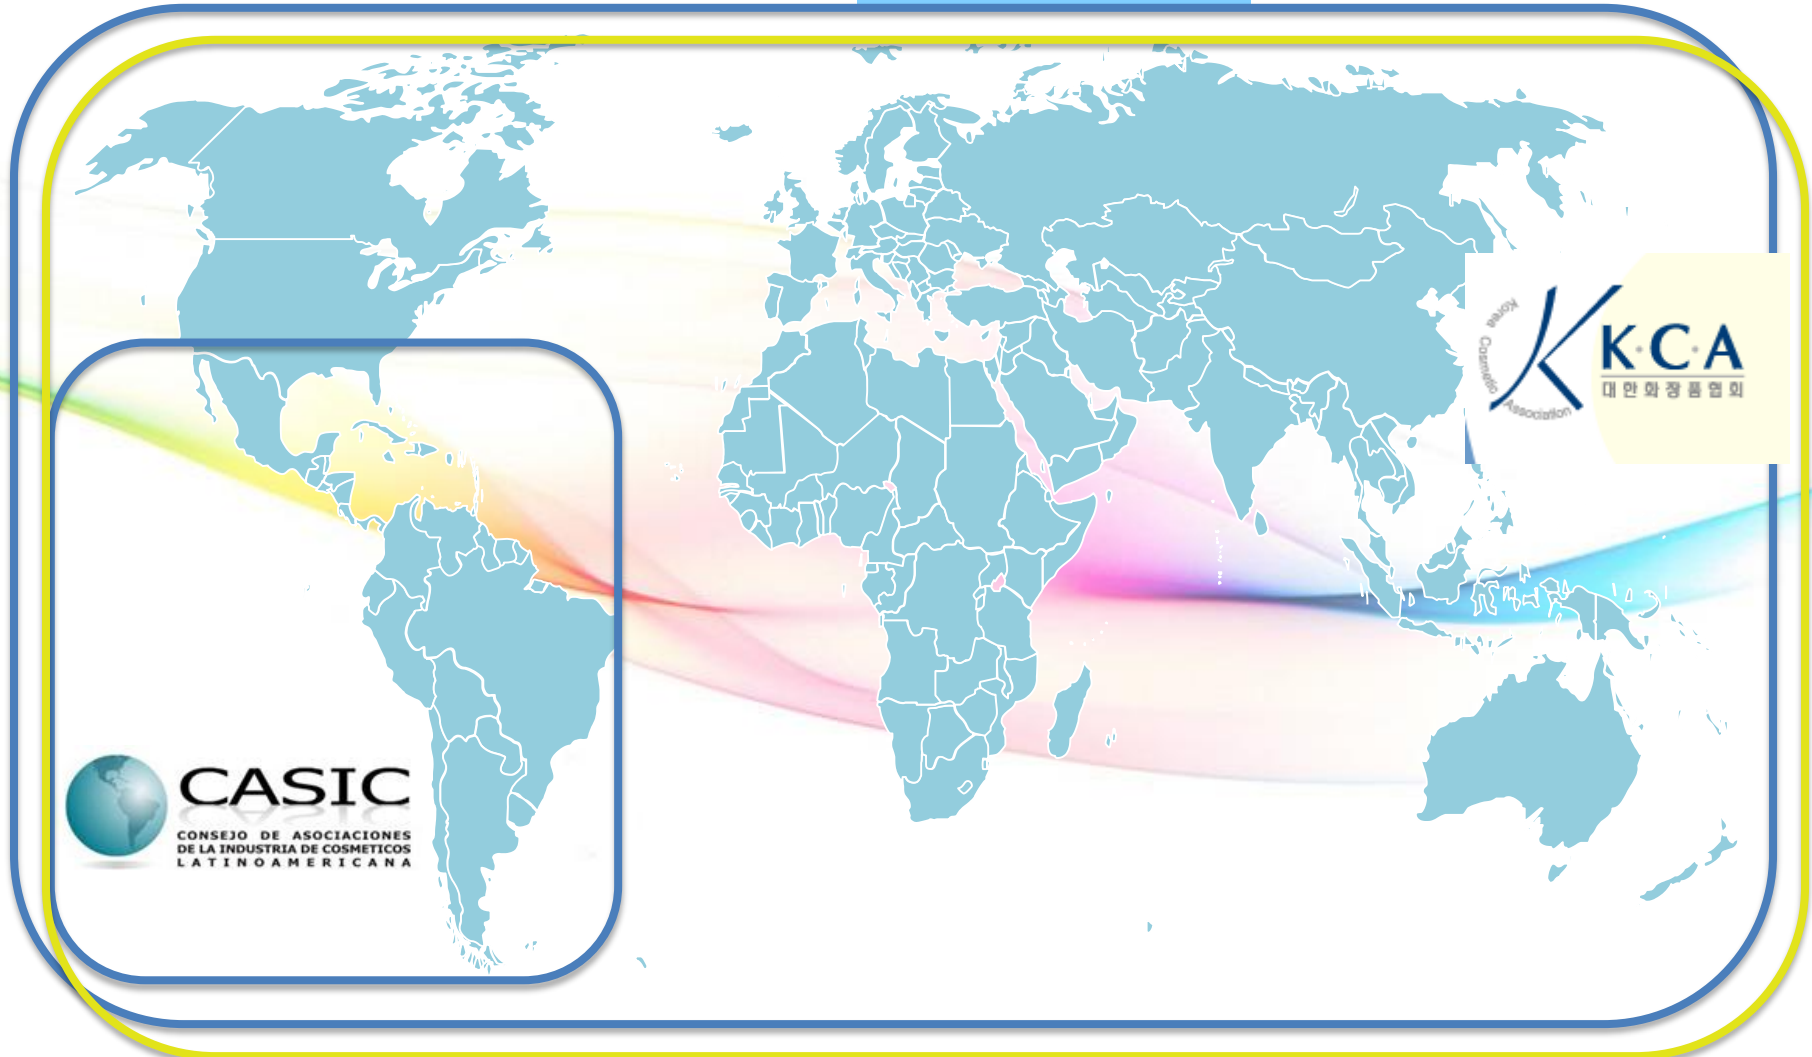 Korea Cosmetic Association
K·C·A
대한화장품협회
CASIC
CONSEJO DE ASOCIACIONES
DE LA INDUSTRIA DE COSMETICOS
LATINOAMERICANA